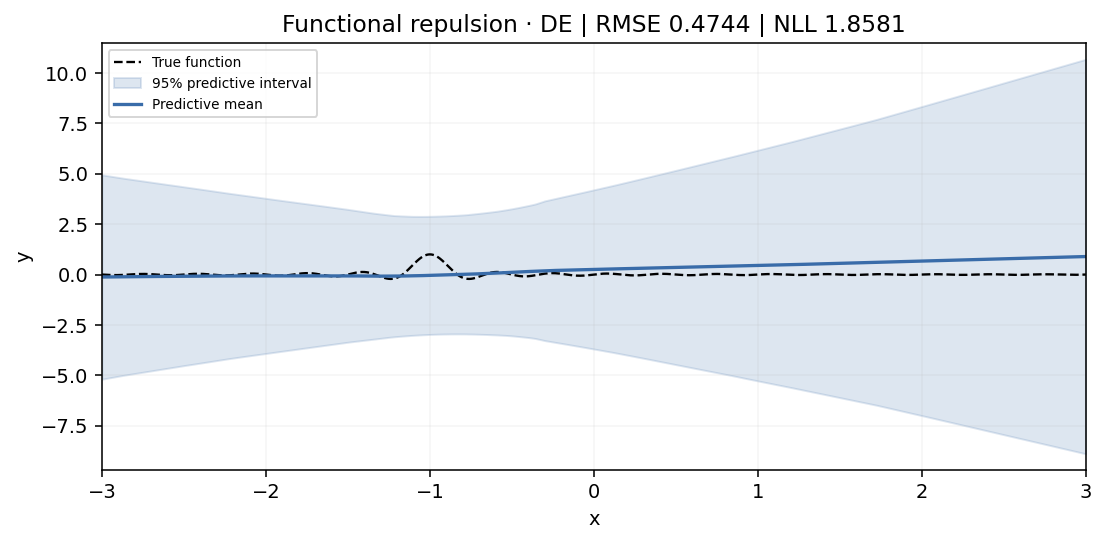 Functional repulsion · DE | RMSE 0.4744 | NLL 1.8581
True function
95% predictive interval
Predictive mean
10.0
7.5
5.0
2.5
0.0
−2.5
−5.0
−7.5
y
−3 −2 −1 0 1 2 3
x